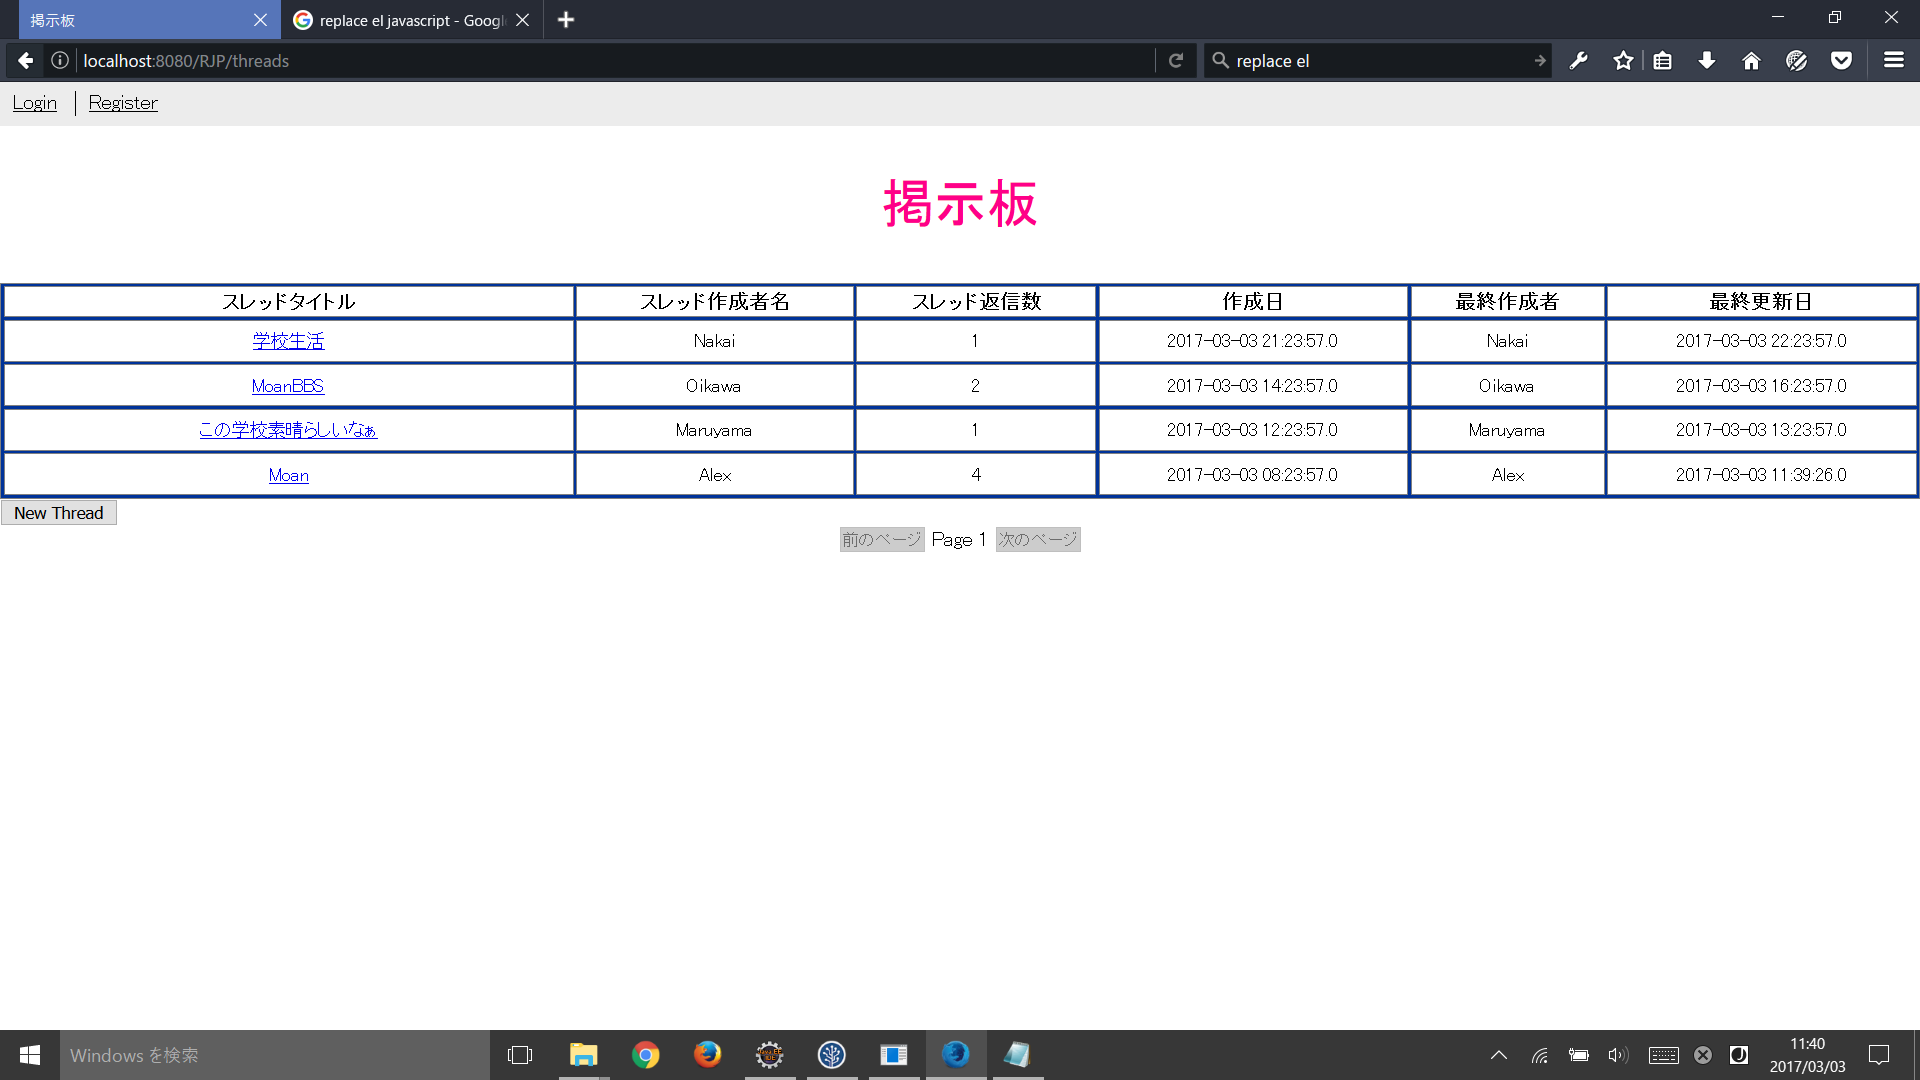 掲示板
replace el javascript - Googl
localhost:8080/RJP/threads
replace el
Login
Register
掲示板
スレッドタイトル スレッド作成者名 スレッド返信数 作成日 最終作成者 最終更新日
学校生活 Nakai 1 2017-03-03 21:23:57.0 Nakai 2017-03-03 22:23:57.0
MoanBBS Oikawa 2 2017-03-03 14:23:57.0 Oikawa 2017-03-03 16:23:57.0
この学校素晴らしいなぁ Maruyama 1 2017-03-03 12:23:57.0 Maruyama 2017-03-03 13:23:57.0
Moan Alex 4 2017-03-03 08:23:57.0 Alex 2017-03-03 11:39:26.0
New Thread
前のページ Page 1 次のページ
Windows を検索
11:40
2017/03/03